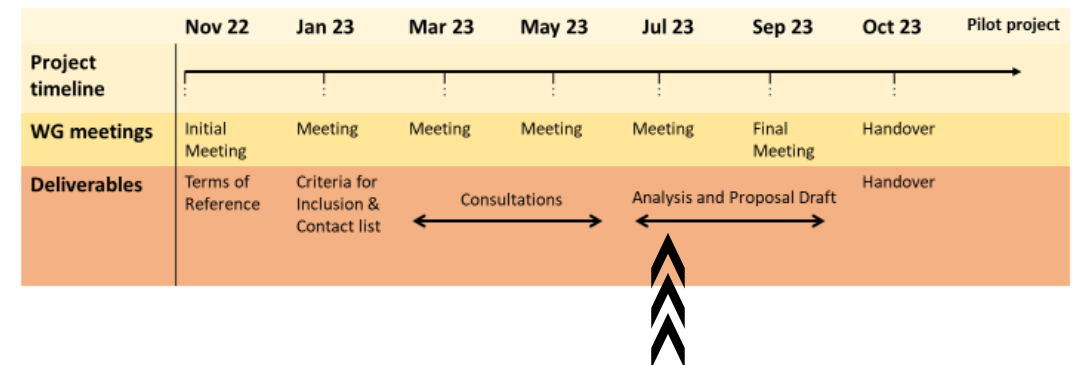 Nov 22 Jan 23 Mar 23 May 23 Jul 23 Sep 23 Oct 23 Pilot project
Project
timeline
WG meetings Initial Meeting Meeting Meeting Meeting Final Handover
Meeting Meeting
Deliverables Terms of Criteria for Handover
Reference Inclusion & Consultations Analysis and Proposal Draft
Contact list